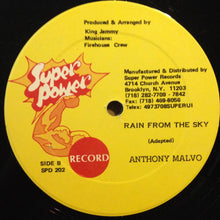 Produced & Arranged by
King Jammy
Musicians:
Firehouse Crew
Super
Power
RECORD
Manufactured & Distributed by
Super Power Records
4714 Church Avenue
Brooklyn, N.Y. 11203
(718) 282-7708 - 7842
Fax: (718) 469-6056
Telex: 4973708SUPERUI
RAIN FROM THE SKY
(Adapted)
ANTHONY MALVO
SIDE B
SPD 202